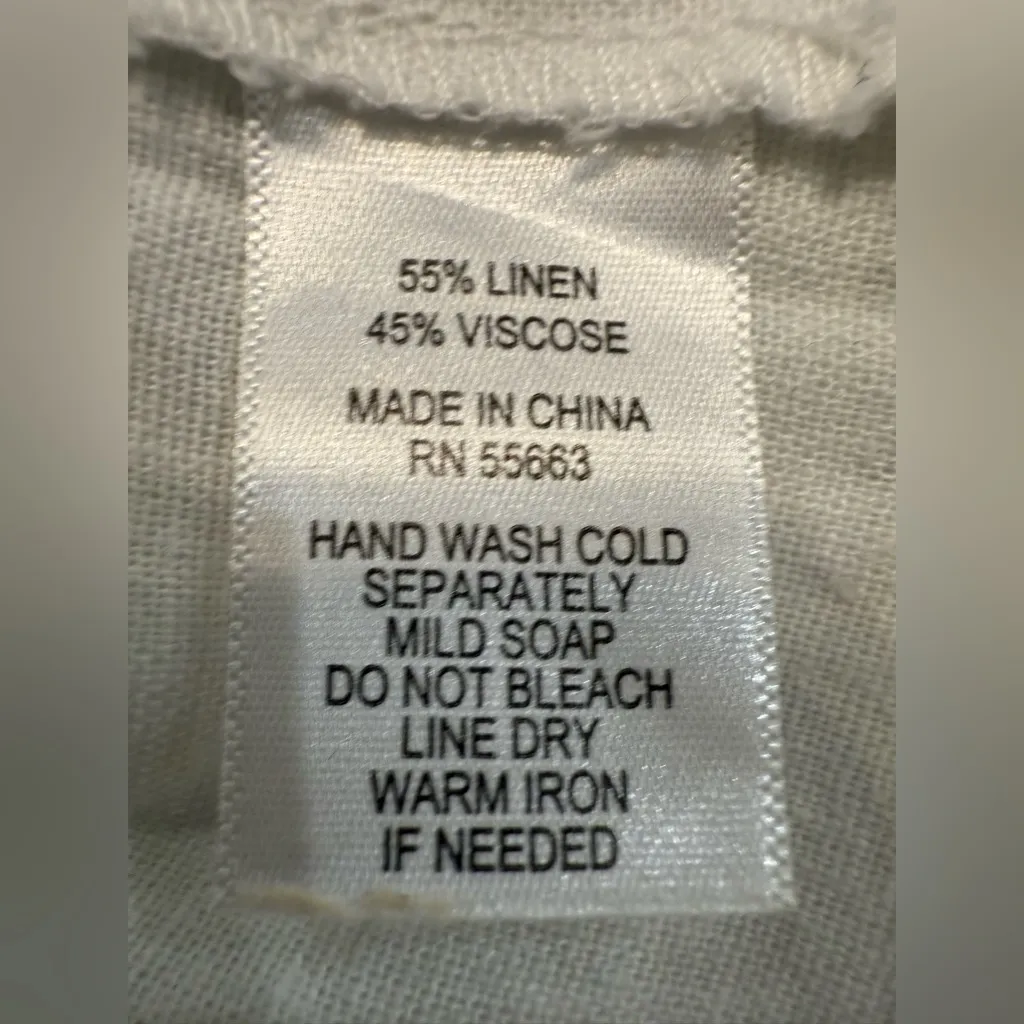 55% LINEN
45% VISCOSE
MADE IN CHINA
RN 55663
HAND WASH COLD
SEPARATELY
MILD SOAP
DO NOT BLEACH
LINE DRY
WARM IRON
IF NEEDED